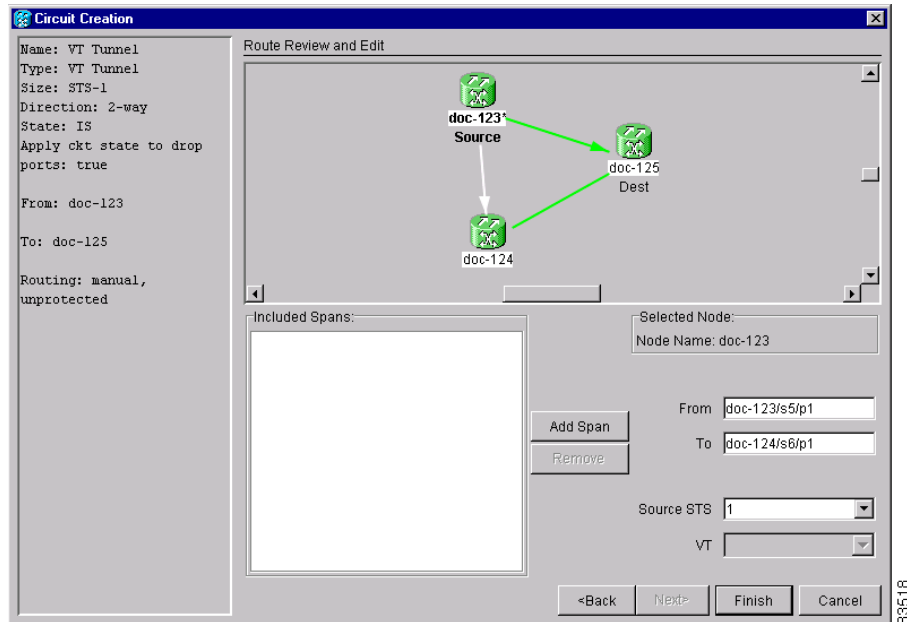 Circuit Creation
Name: VT Tunnel
Type: VT Tunnel
Size: STS-1
Direction: 2-way
State: IS
Apply ckt state to drop
ports: true
From: doc-123
To: doc-125
Routing: manual,
unprotected
Route Review and Edit
doc-123*
Source
doc-125
Dest
doc-124
Included Spans:
Add Span
Remove
Selected Node:
Node Name: doc-123
From doc-123/s5/p1
To doc-124/s6/p1
Source STS 1
VT
<Back Next> Finish Cancel
83518